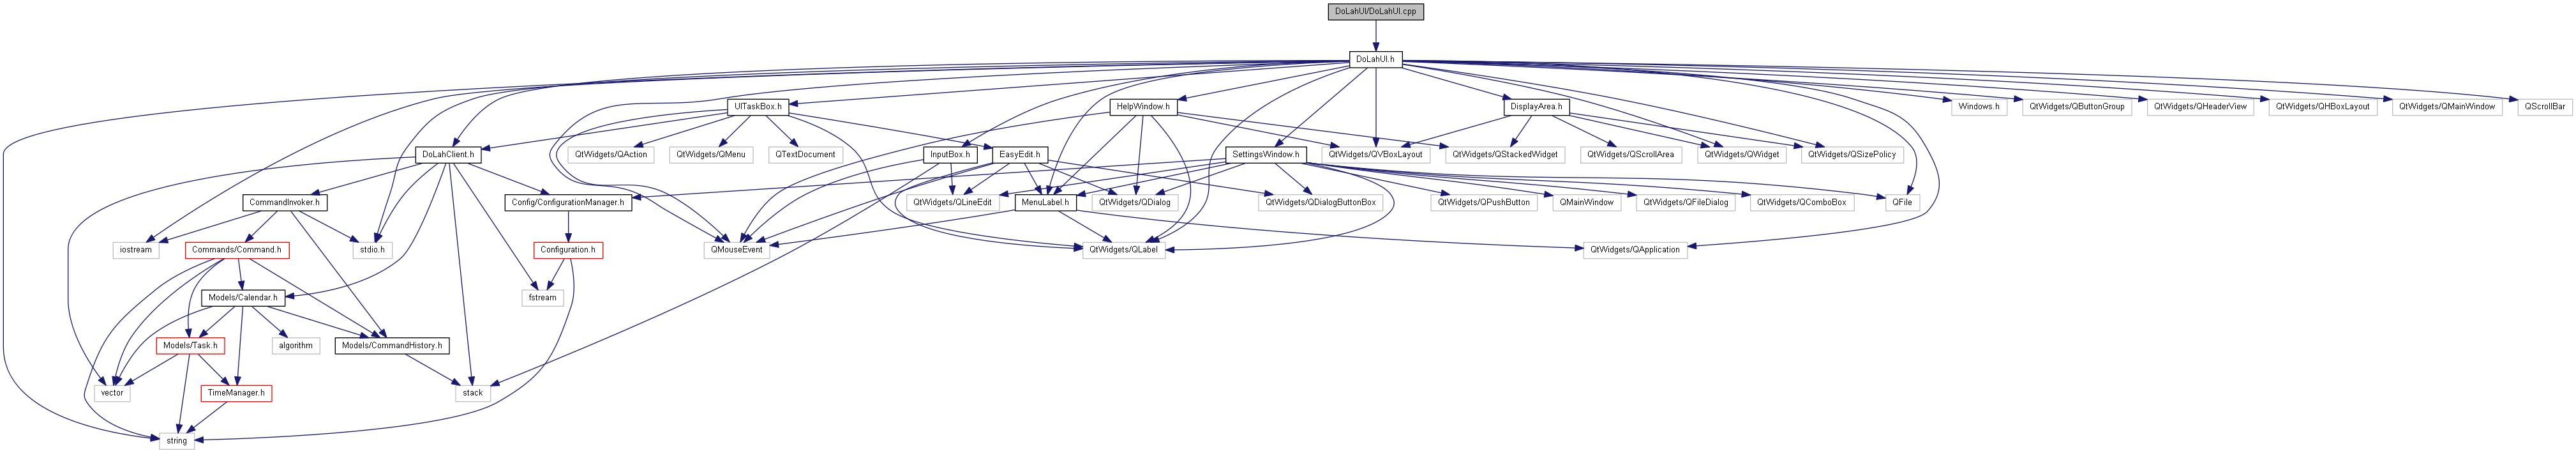 DoLahUI/DoLahUI.cpp
DoLahUI.h
UITaskBox.h
HelpWindow.h
DisplayArea.h
Windows.h
QtWidgets/QButtonGroup
QtWidgets/QHeaderView
QtWidgets/QHBoxLayout
QtWidgets/QMainWindow
QScrollBar
DoLahClient.h
QtWidgets/QAction
QtWidgets/QMenu
QTextDocument
InputBox.h
EasyEdit.h
SettingsWindow.h
QtWidgets/QVBoxLayout
QtWidgets/QStackedWidget
QtWidgets/QScrollArea
QtWidgets/QWidget
QtWidgets/QSizePolicy
CommandInvoker.h
Config/ConfigurationManager.h
QtWidgets/QLineEdit
MenuLabel.h
QtWidgets/QDialog
QtWidgets/QDialogButtonBox
QtWidgets/QPushButton
QMainWindow
QtWidgets/QFileDialog
QtWidgets/QComboBox
QFile
iostream
Commands/Command.h
stdio.h
Configuration.h
QMouseEvent
QtWidgets/QLabel
QtWidgets/QApplication
Models/Calendar.h
fstream
Models/Task.h
algorithm
Models/CommandHistory.h
vector
TimeManager.h
stack
string